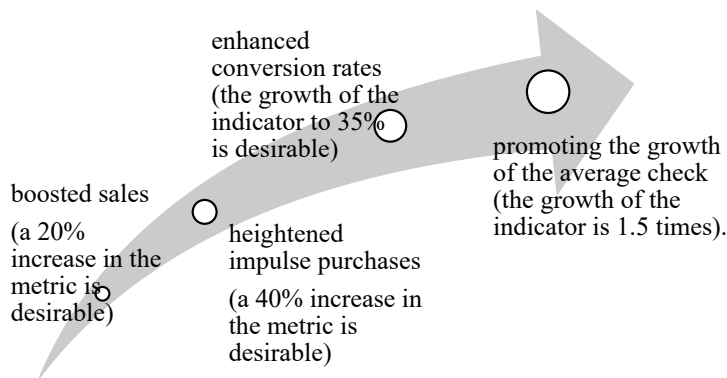 boosted sales
(a 20%
increase in the
metric is
desirable)
heightened
impulse purchases
(a 40% increase in
the metric is
desirable)
enhanced
conversion rates
(the growth of the
indicator to 35%
is desirable)
promoting the growth
of the average check
(the growth of the
indicator is 1.5 times).